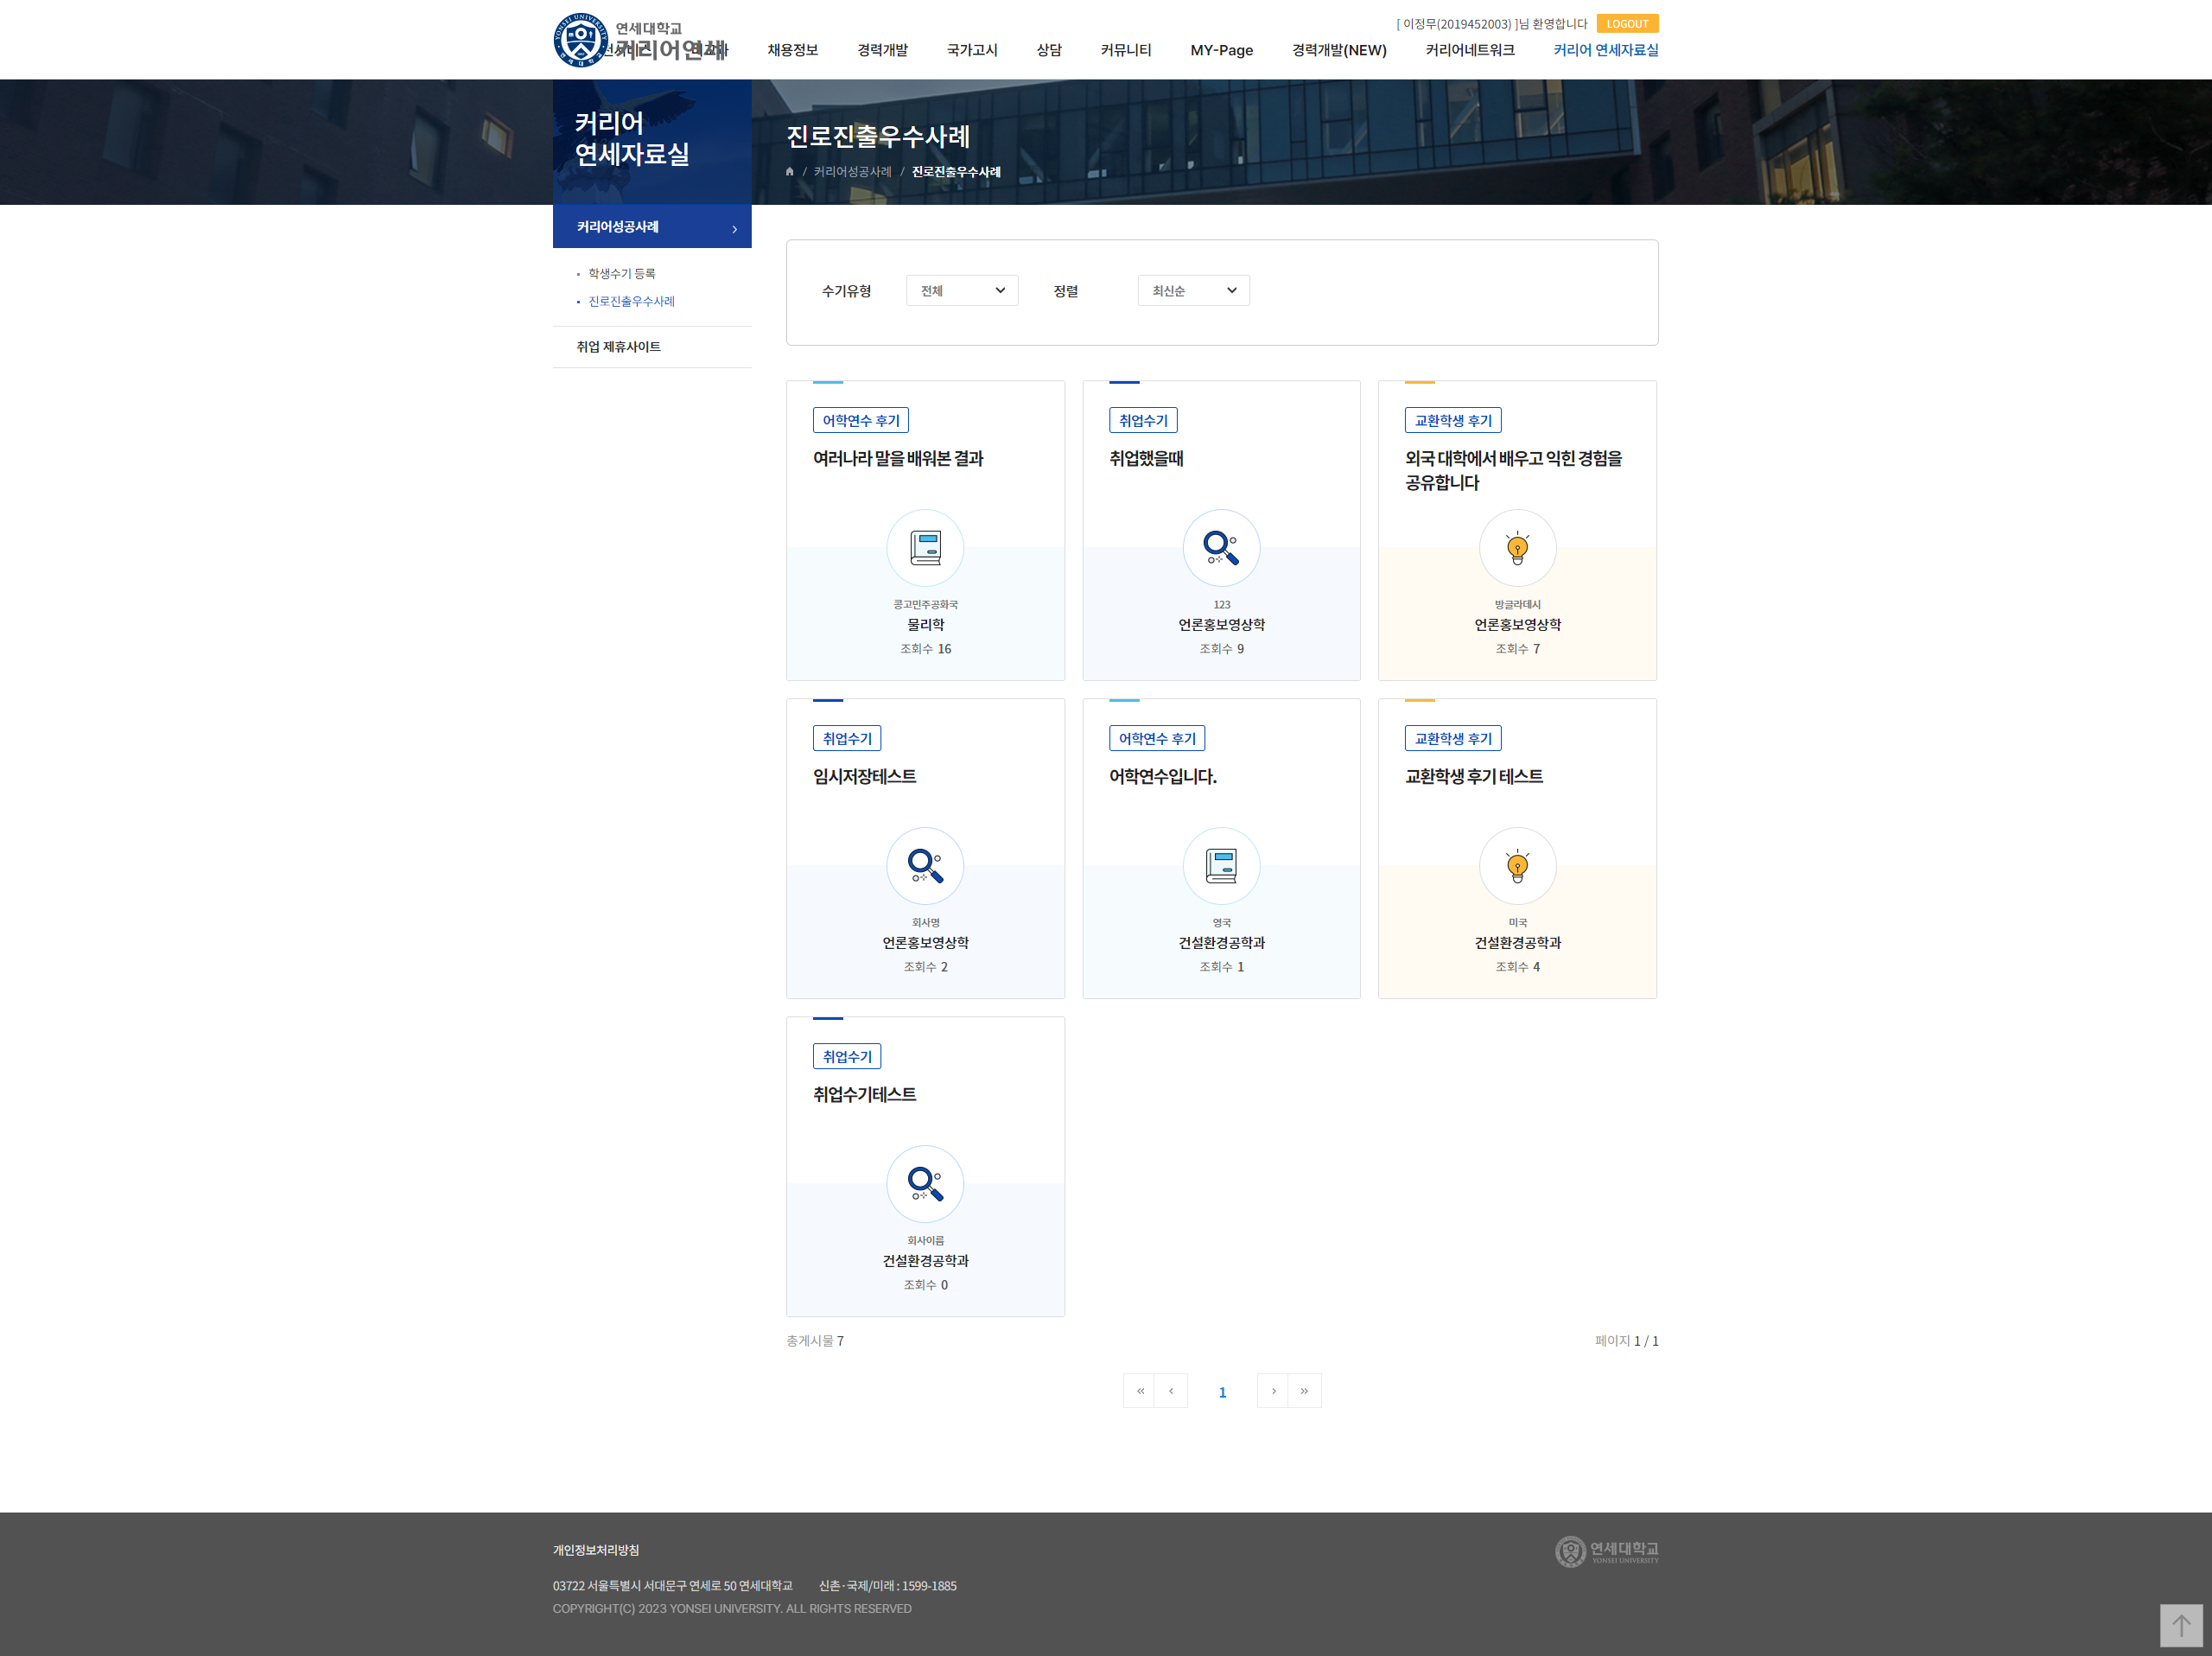 연세대학교
커리어연세
[ 이정무(2019452003) ]님 환영합니다
LOGOUT
채용정보
경력개발
국가고시
상담
커뮤니티
MY-Page
경력개발(NEW)
커리어네트워크
커리어 연세자료실
커리어
연세자료실
진로진출우수사례
/ 커리어성공사례 / 진로진출우수사례
커리어성공사례
학생수기 등록
진로진출우수사례
취업 제휴사이트
수기유형
전체
정렬
최신순
어학연수 후기
여러나라 말을 배워본 결과
콩고민주공화국
물리학
조회수 16
취업수기
취업했을때
123
언론홍보영상학
조회수 9
교환학생 후기
외국 대학에서 배우고 익힌 경험을
공유합니다
방글라데시
언론홍보영상학
조회수 7
취업수기
임시저장테스트
회사명
언론홍보영상학
조회수 2
어학연수 후기
어학연수입니다.
영국
건설환경공학과
조회수 1
교환학생 후기
교환학생 후기 테스트
미국
건설환경공학과
조회수 4
취업수기
취업수기테스트
회사이름
건설환경공학과
조회수 0
총게시물 7
페이지 1 / 1
« ‹ 1 › »
개인정보처리방침
03722 서울특별시 서대문구 연세로 50 연세대학교 신촌·국제/미래 : 1599-1885
COPYRIGHT(C) 2023 YONSEI UNIVERSITY. ALL RIGHTS RESERVED
연세대학교
YONSEI UNIVERSITY